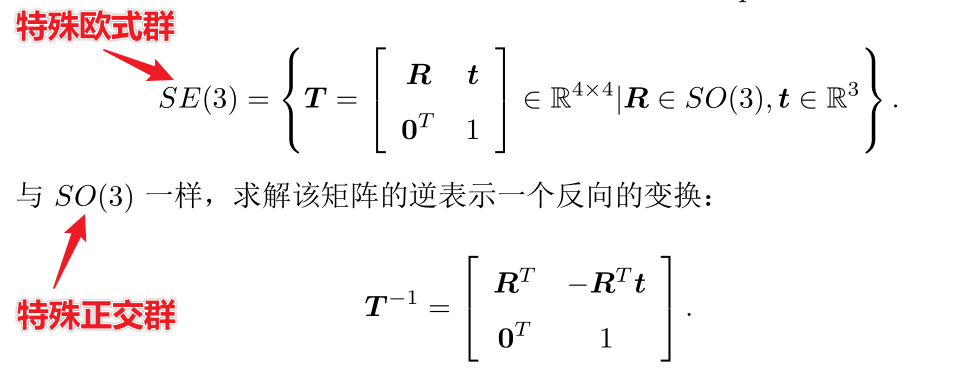 特殊欧式群
SE(3) = { T = [ R t
0^T 1 ] ∈ ℝ^{4×4} | R ∈ SO(3), t ∈ ℝ^3 } .
与 SO(3) 一样，求解该矩阵的逆表示一个反向的变换：
特殊正交群
T^{-1} = [ R^T −R^T t
0^T 1 ] .